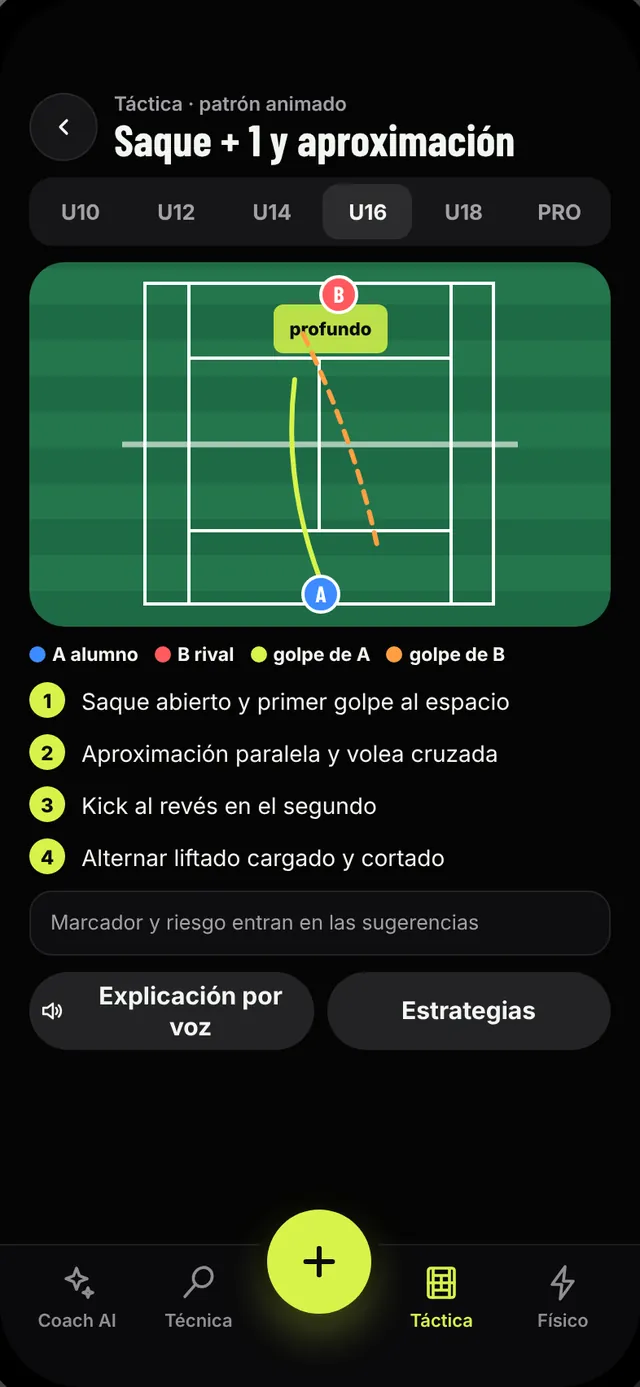 Táctica · patrón animado
Saque + 1 y aproximación
U10 U12 U14 U16 U18 PRO
B
profundo
A
A alumno B rival golpe de A golpe de B
1 Saque abierto y primer golpe al espacio
2 Aproximación paralela y volea cruzada
3 Kick al revés en el segundo
4 Alternar liftado cargado y cortado
Marcador y riesgo entran en las sugerencias
Explicación por
voz
Estrategias
Coach AI Técnica Táctica Físico